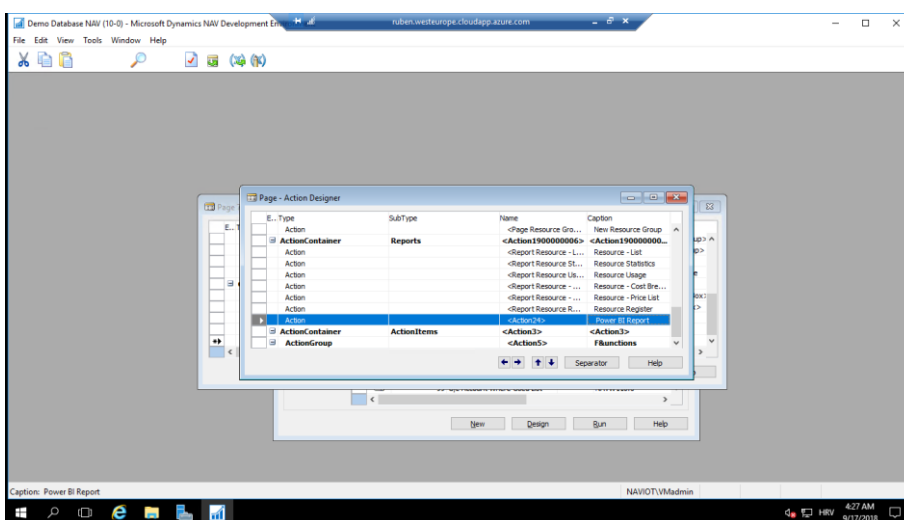 Demo Database NAV (10-0) - Microsoft Dynamics NAV Development En
ruben.westeurope.cloudapp.azure.com
File Edit View Tools Window Help
Page - Action Designer
Page
E.. Type SubType Name Caption
Action <Page Resource Gro... New Resource Group
ActionContainer Reports <Action1900000006> <Action190000000...
Action <Report Resource - L... Resource - List
Action <Report Resource St... Resource Statistics
Action <Report Resource Us... Resource Usage
Action <Report Resource - ... Resource - Cost Bre...
Action <Report Resource - ... Resource - Price List
Action <Report Resource R... Resource Register
Action <Action24> Power BI Report
ActionContainer ActionItems <Action3> <Action3>
ActionGroup <Action5> F&unctions
Separator Help
New Design Run Help
Caption: Power BI Report
NAVIOT\VMadmin
HRV
4:27 AM
9/17/2018